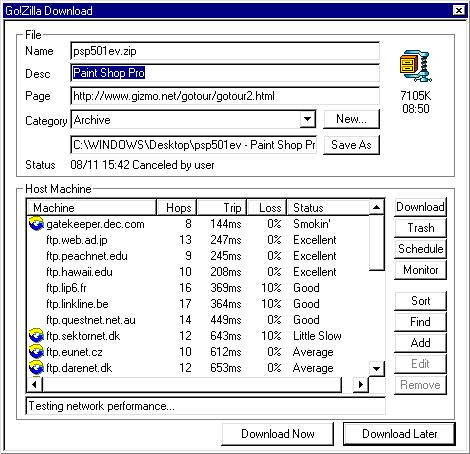 Go!Zilla Download
File
Name psp501ev.zip
Desc Paint Shop Pro
Page http://www.gizmo.net/gotour/gotour2.html
7105K
08:50
Category Archive New...
C:\WINDOWS\Desktop\psp501ev - Paint Shop Pr Save As
Status 08/11 15:42 Canceled by user
Host Machine
Machine Hops Trip Loss Status
gatekeeper.dec.com 8 144ms 0% Smokin'
ftp.web.ad.jp 13 247ms 0% Excellent
ftp.peachnet.edu 9 245ms 0% Excellent
ftp.hawaii.edu 10 208ms 0% Excellent
ftp.lip6.fr 16 369ms 10% Good
ftp.linkline.be 17 364ms 10% Good
ftp.questnet.net.au 14 449ms 0% Good
ftp.sektornet.dk 12 643ms 10% Little Slow
ftp.eunet.cz 10 612ms 0% Average
ftp.darenet.dk 12 653ms 0% Average
Download
Trash
Schedule
Monitor
Sort
Find
Add
Edit
Remove
Testing network performance...
Download Now Download Later